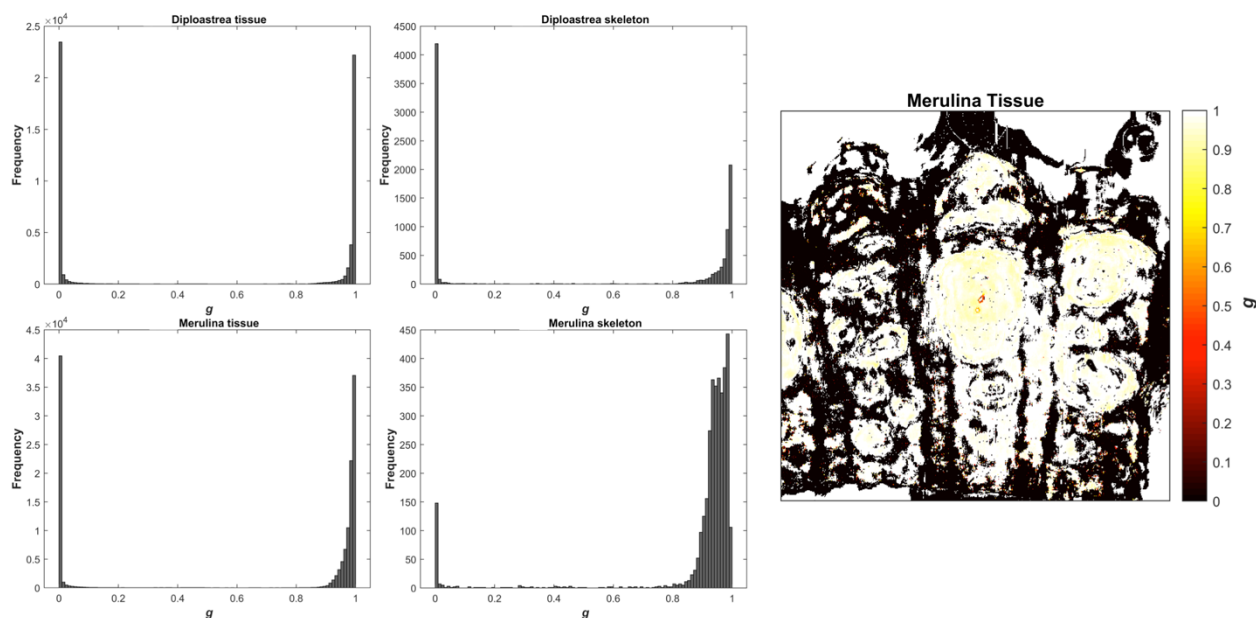 Diploastrea tissue
×10⁴
2.5
2
1.5
1
0.5
0
Frequency
0 0.2 0.4 0.6 0.8 1
g
Diploastrea skeleton
4500
4000
3500
3000
2500
2000
1500
1000
500
0
Frequency
0 0.2 0.4 0.6 0.8 1
g
Merulina tissue
×10⁴
4.5
4
3.5
3
2.5
2
1.5
1
0.5
0
Frequency
0 0.2 0.4 0.6 0.8 1
g
Merulina skeleton
450
400
350
300
250
200
150
100
50
0
Frequency
0 0.2 0.4 0.6 0.8 1
g
Merulina Tissue
1
0.9
0.8
0.7
0.6
0.5
0.4
0.3
0.2
0.1
0
g